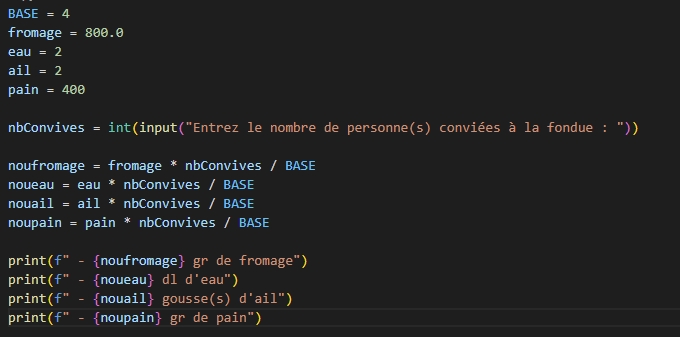 BASE = 4
fromage = 800.0
eau = 2
ail = 2
pain = 400
nbConvives = int(input("Entrez le nombre de personne(s) conviées à la fondue : "))
noufromage = fromage * nbConvives / BASE
noueau = eau * nbConvives / BASE
nouail = ail * nbConvives / BASE
noupain = pain * nbConvives / BASE
print(f" - {noufromage} gr de fromage")
print(f" - {noueau} dl d'eau")
print(f" - {nouail} gousse(s) d'ail")
print(f" - {noupain} gr de pain")